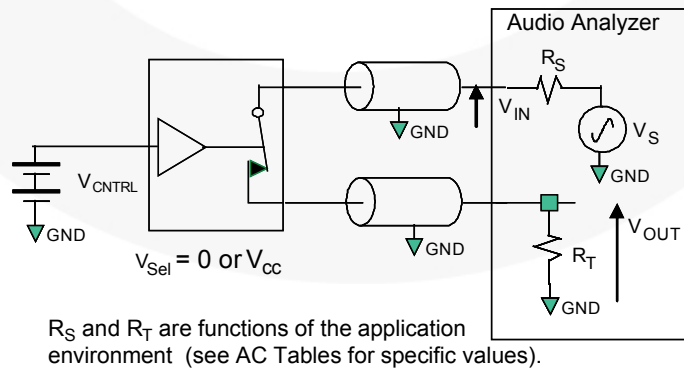 Audio Analyzer
R_S
V_IN
V_S
GND
GND
V_CNTRL
GND
GND
V_OUT
R_T
GND
V_Sel = 0 or V_cc
R_S and R_T are functions of the application
environment (see AC Tables for specific values).